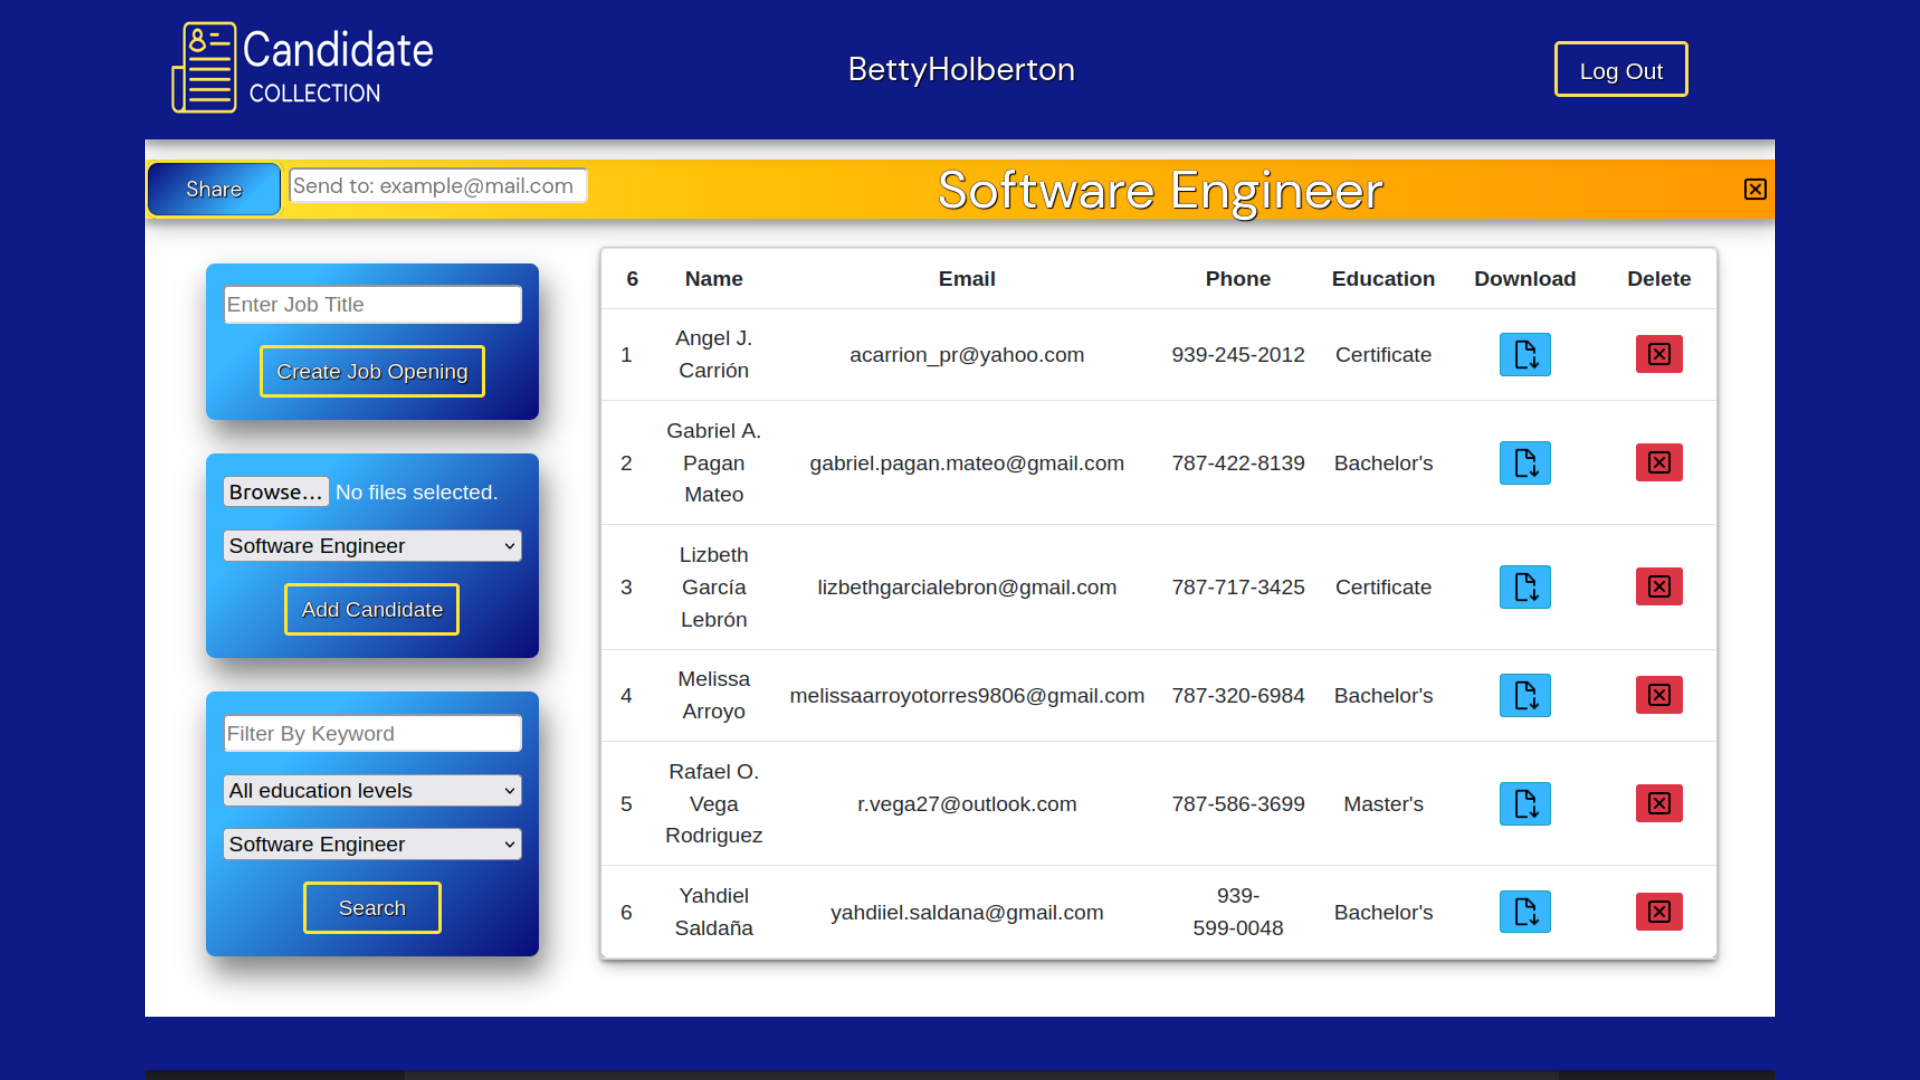 Candidate
COLLECTION
BettyHolberton
Log Out
Share
Send to: example@mail.com
Software Engineer
Enter Job Title
Create Job Opening
Browse... No files selected.
Software Engineer
Add Candidate
Filter By Keyword
All education levels
Software Engineer
Search
6 Name Email Phone Education Download Delete
1 Angel J. Carrión acarrion_pr@yahoo.com 939-245-2012 Certificate
2 Gabriel A. Pagan Mateo gabriel.pagan.mateo@gmail.com 787-422-8139 Bachelor's
3 Lizbeth García Lebrón lizbethgarcialebron@gmail.com 787-717-3425 Certificate
4 Melissa Arroyo melissaarroyotorres9806@gmail.com 787-320-6984 Bachelor's
5 Rafael O. Vega Rodriguez r.vega27@outlook.com 787-586-3699 Master's
6 Yahdiel Saldaña yahdiiel.saldana@gmail.com 939-599-0048 Bachelor's